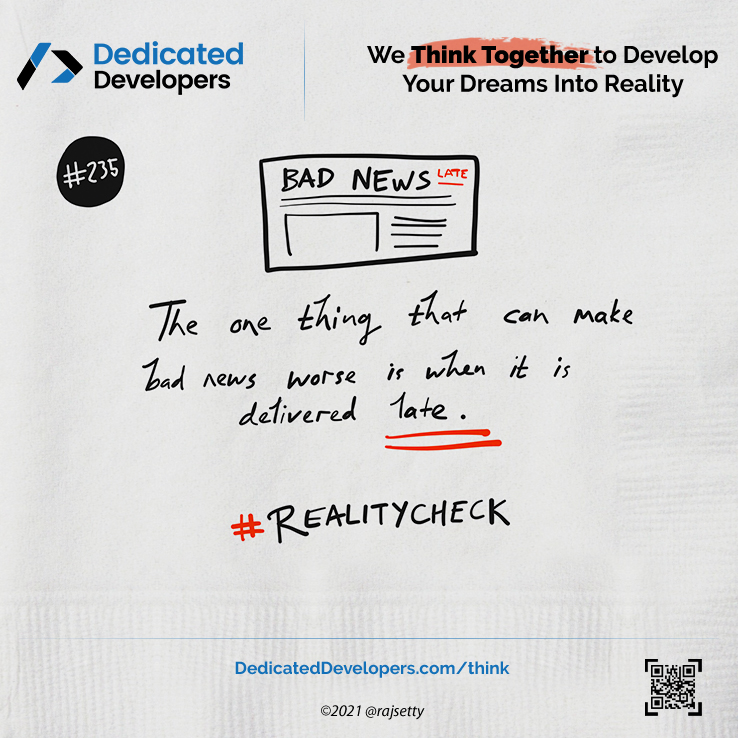 Dedicated
Developers
We Think Together to Develop
Your Dreams Into Reality
#235
BAD NEWS LATE
The one thing that can make
bad news worse is when it is
delivered late.
#REALITYCHECK
DedicatedDevelopers.com/think
©2021 @rajsetty